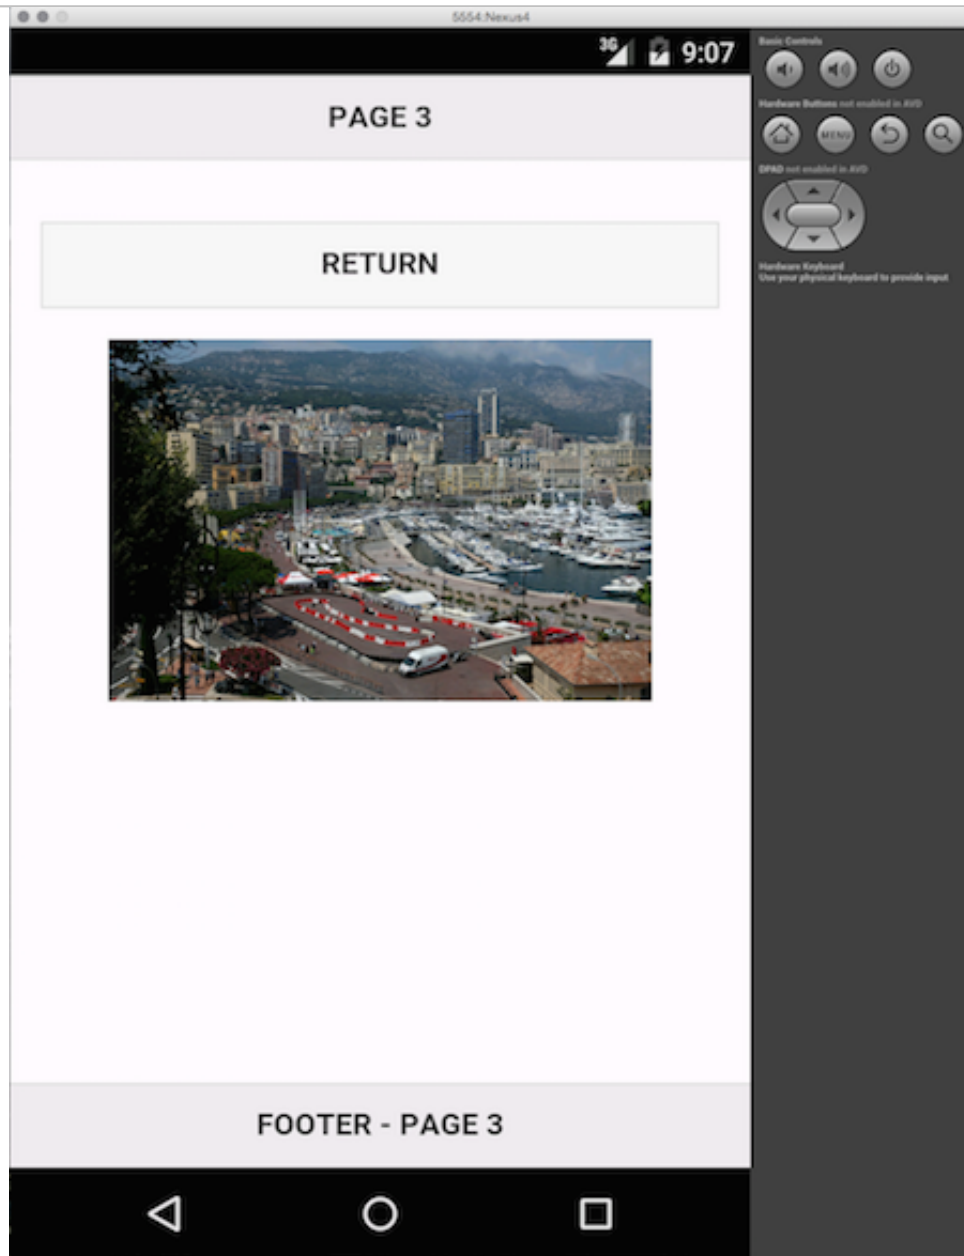 5554:Nexus4
3G 9:07
Basic Controls
Hardware Buttons not enabled in AVD
MENU
DPAD not enabled in AVD
Hardware Keyboard
Use your physical keyboard to provide input
PAGE 3
RETURN
FOOTER - PAGE 3